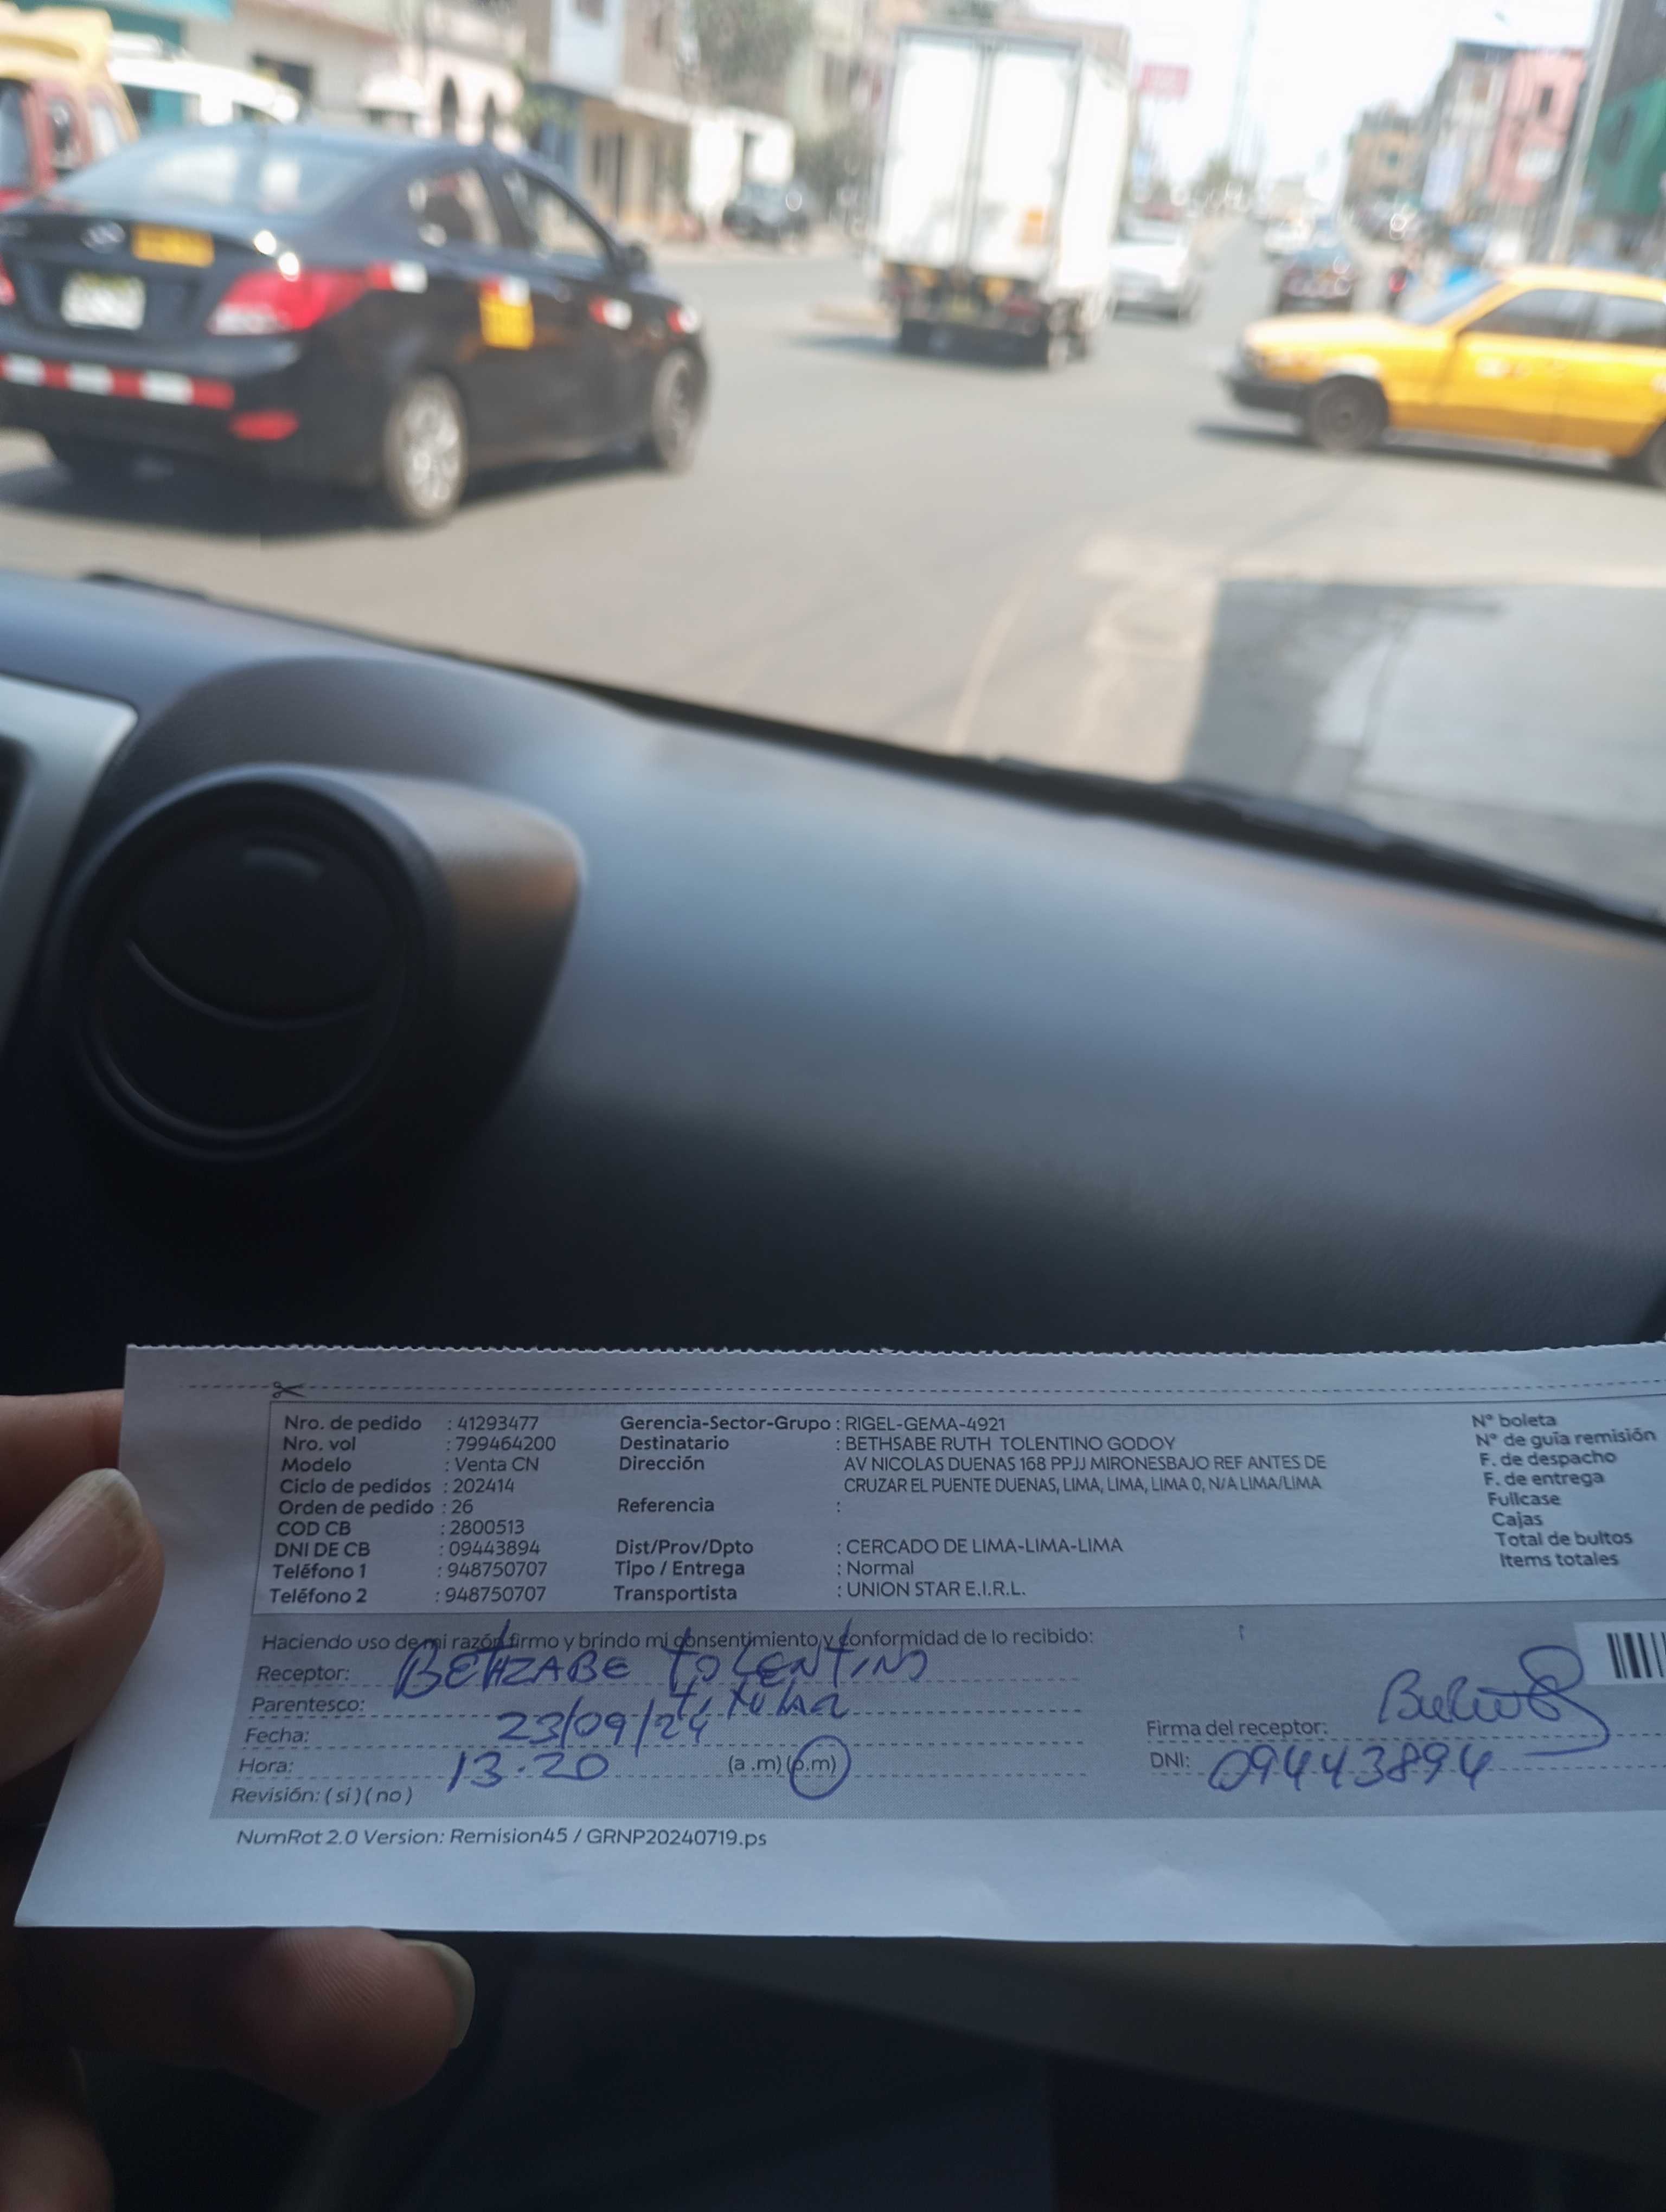 Nro. de pedido : 41293477 Gerencia-Sector-Grupo : RIGEL-GEMA-4921 N° boleta
Nro. vol : 799464200 Destinatario : BETHSABE RUTH TOLENTINO GODOY N° de guía remisión
Modelo : Venta CN Dirección AV NICOLAS DUENAS 168 PPJJ MIRONESBAJO REF ANTES DE F. de despacho
Ciclo de pedidos : 202414 CRUZAR EL PUENTE DUENAS, LIMA, LIMA, LIMA 0, N/A LIMA/LIMA F. de entrega
Orden de pedido : 26 Referencia : Fullcase
COD CB : 2800513 Cajas
DNI DE CB : 09443894 Dist/Prov/Dpto : CERCADO DE LIMA-LIMA-LIMA Total de bultos
Teléfono 1 : 948750707 Tipo / Entrega : Normal Items totales
Teléfono 2 : 948750707 Transportista : UNION STAR E.I.R.L.
Haciendo uso de mi razón firmo y brindo mi consentimiento y conformidad de lo recibido:
Receptor: BETHZABE TOLENTINO
Parentesco: titular
Fecha: 23/09/24 Firma del receptor:
Hora: 13.20 (a .m) (p.m) DNI: 09443894
Revisión: ( si ) ( no )
NumRot 2.0 Version: Remision45 / GRNP20240719.ps